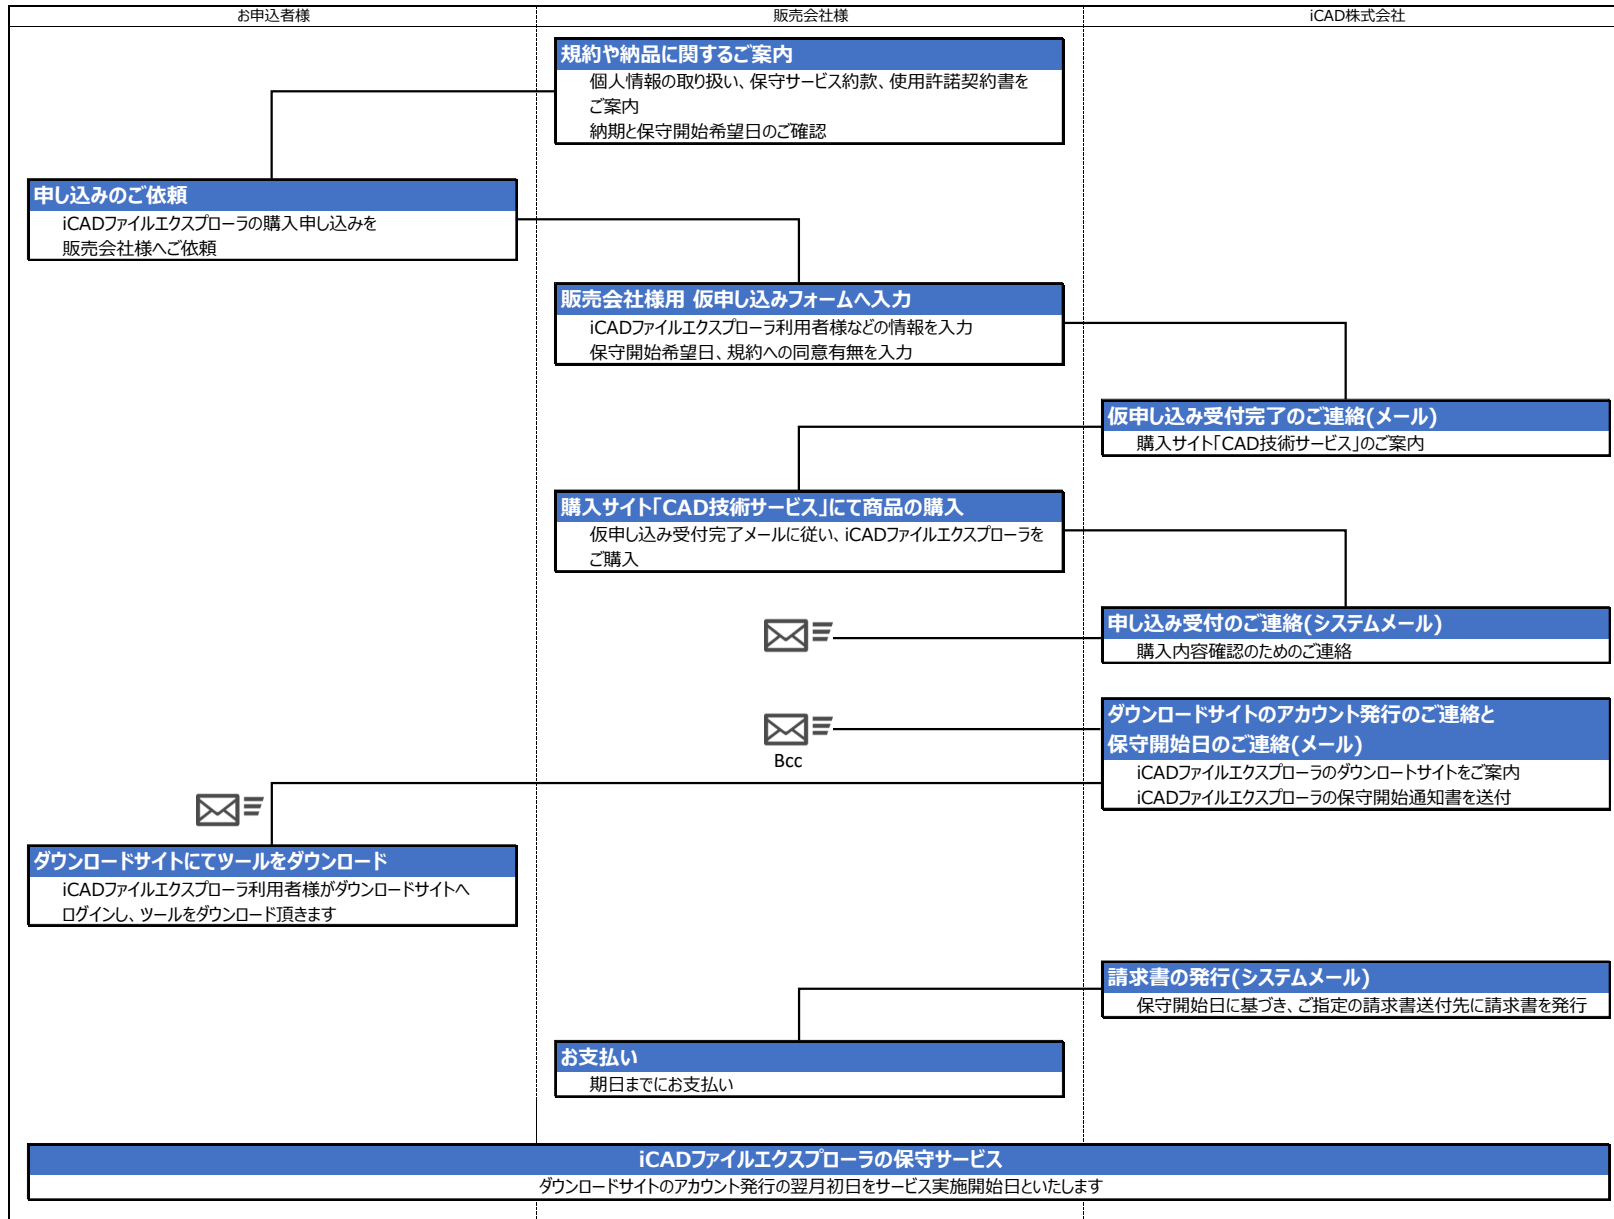 お申込者様
販売会社様
iCAD株式会社
規約や納品に関するご案内
個人情報の取り扱い、保守サービス約款、使用許諾契約書を
ご案内
納期と保守開始希望日のご確認
申し込みのご依頼
iCADファイルエクスプローラの購入申し込みを
販売会社様へご依頼
販売会社様用 仮申し込みフォームへ入力
iCADファイルエクスプローラ利用者様などの情報を入力
保守開始希望日、規約への同意有無を入力
仮申し込み受付完了のご連絡(メール)
購入サイト「CAD技術サービス」のご案内
購入サイト「CAD技術サービス」にて商品の購入
仮申し込み受付完了メールに従い、iCADファイルエクスプローラを
ご購入
申し込み受付のご連絡(システムメール)
購入内容確認のためのご連絡
ダウンロードサイトのアカウント発行のご連絡と
保守開始日のご連絡(メール)
iCADファイルエクスプローラのダウンロートサイトをご案内
iCADファイルエクスプローラの保守開始通知書を送付
Bcc
ダウンロードサイトにてツールをダウンロード
iCADファイルエクスプローラ利用者様がダウンロードサイトへ
ログインし、ツールをダウンロード頂きます
請求書の発行(システムメール)
保守開始日に基づき、ご指定の請求書送付先に請求書を発行
お支払い
期日までにお支払い
iCADファイルエクスプローラの保守サービス
ダウンロードサイトのアカウント発行の翌月初日をサービス実施開始日といたします